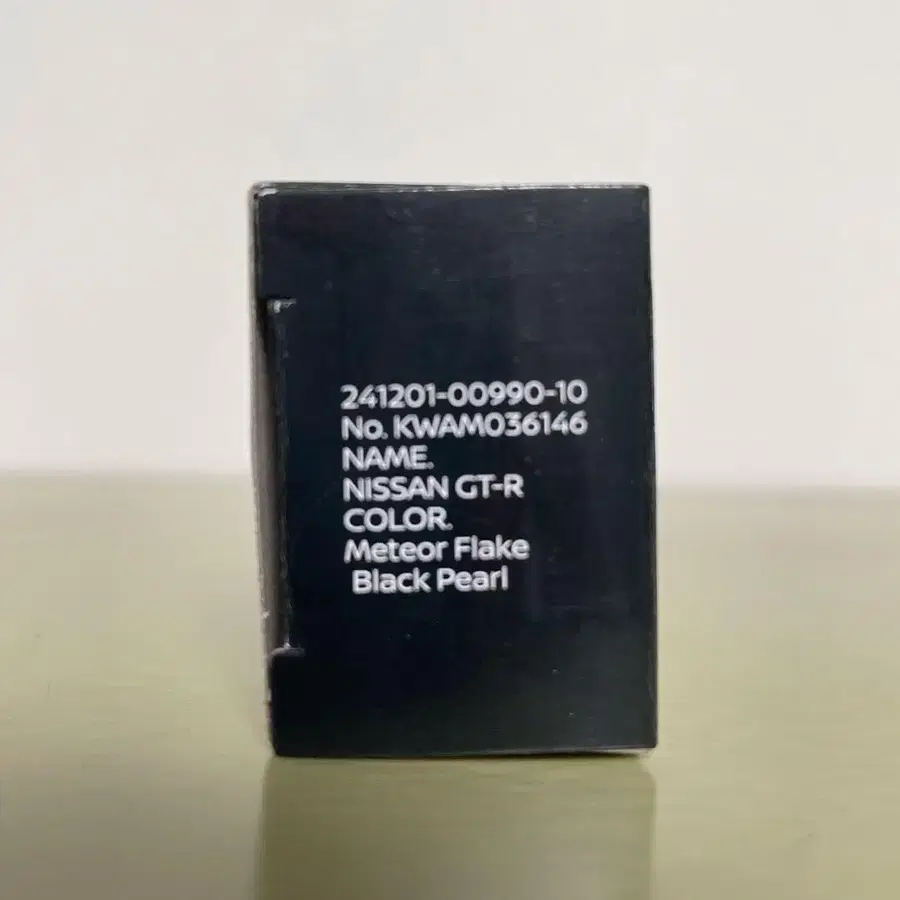 241201-00990-10
No. KWAM036146
NAME.
NISSAN GT-R
COLOR.
Meteor Flake
Black Pearl